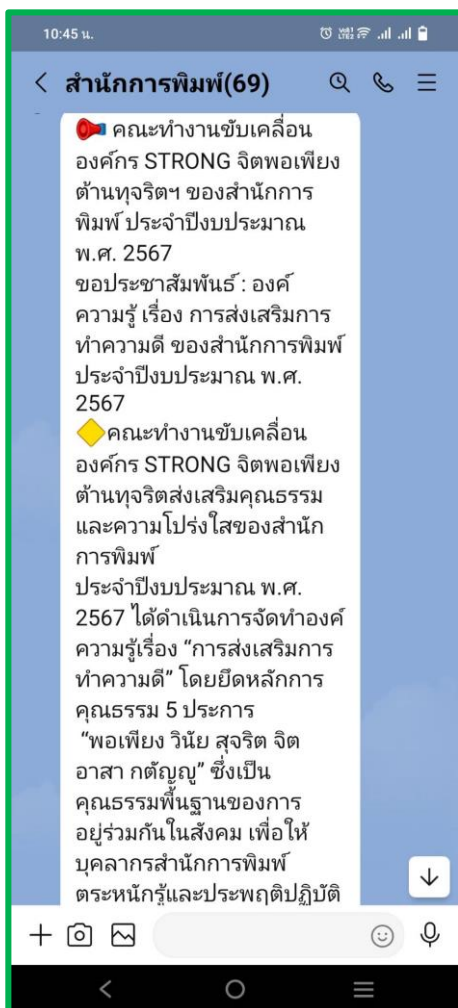 10:45 น.
สำนักการพิมพ์(69)
คณะทำงานขับเคลื่อน
องค์กร STRONG จิตพอเพียง
ต้านทุจริตฯ ของสำนักการ
พิมพ์ ประจำปีงบประมาณ
พ.ศ. 2567
ขอประชาสัมพันธ์ : องค์
ความรู้ เรื่อง การส่งเสริมการ
ทำความดี ของสำนักการพิมพ์
ประจำปีงบประมาณ พ.ศ.
2567
คณะทำงานขับเคลื่อน
องค์กร STRONG จิตพอเพียง
ต้านทุจริตส่งเสริมคุณธรรม
และความโปร่งใสของสำนัก
การพิมพ์
ประจำปีงบประมาณ พ.ศ.
2567 ได้ดำเนินการจัดทำองค์
ความรู้เรื่อง “การส่งเสริมการ
ทำความดี” โดยยึดหลักการ
คุณธรรม 5 ประการ
“พอเพียง วินัย สุจริต จิต
อาสา กตัญญู” ซึ่งเป็น
คุณธรรมพื้นฐานของการ
อยู่ร่วมกันในสังคม เพื่อให้
บุคลากรสำนักการพิมพ์
ตระหนักรู้และประพฤติปฏิบัติ